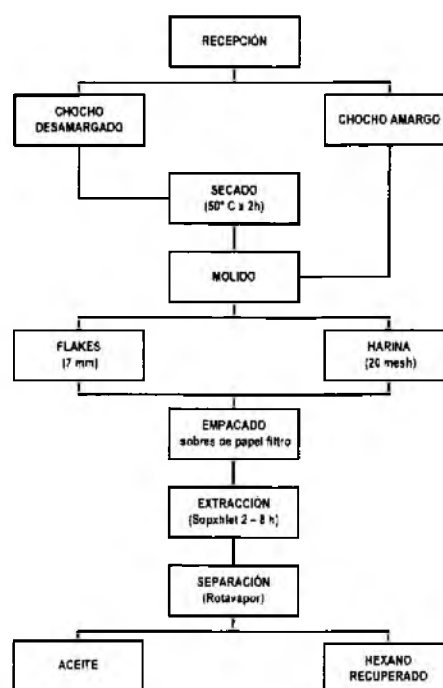 RECEPCIÓN
CHOCHO
DESAMARGADO
CHOCHO AMARGO
SECADO
(50° C x 2h)
MOLIDO
FLAKES
(7 mm)
HARINA
(20 mesh)
EMPACADO
sobres de papel filtro
EXTRACCIÓN
(Sopxhlet 2 – 8 h)
SEPARACIÓN
(Rotavapor)
ACEITE
HEXANO
RECUPERADO